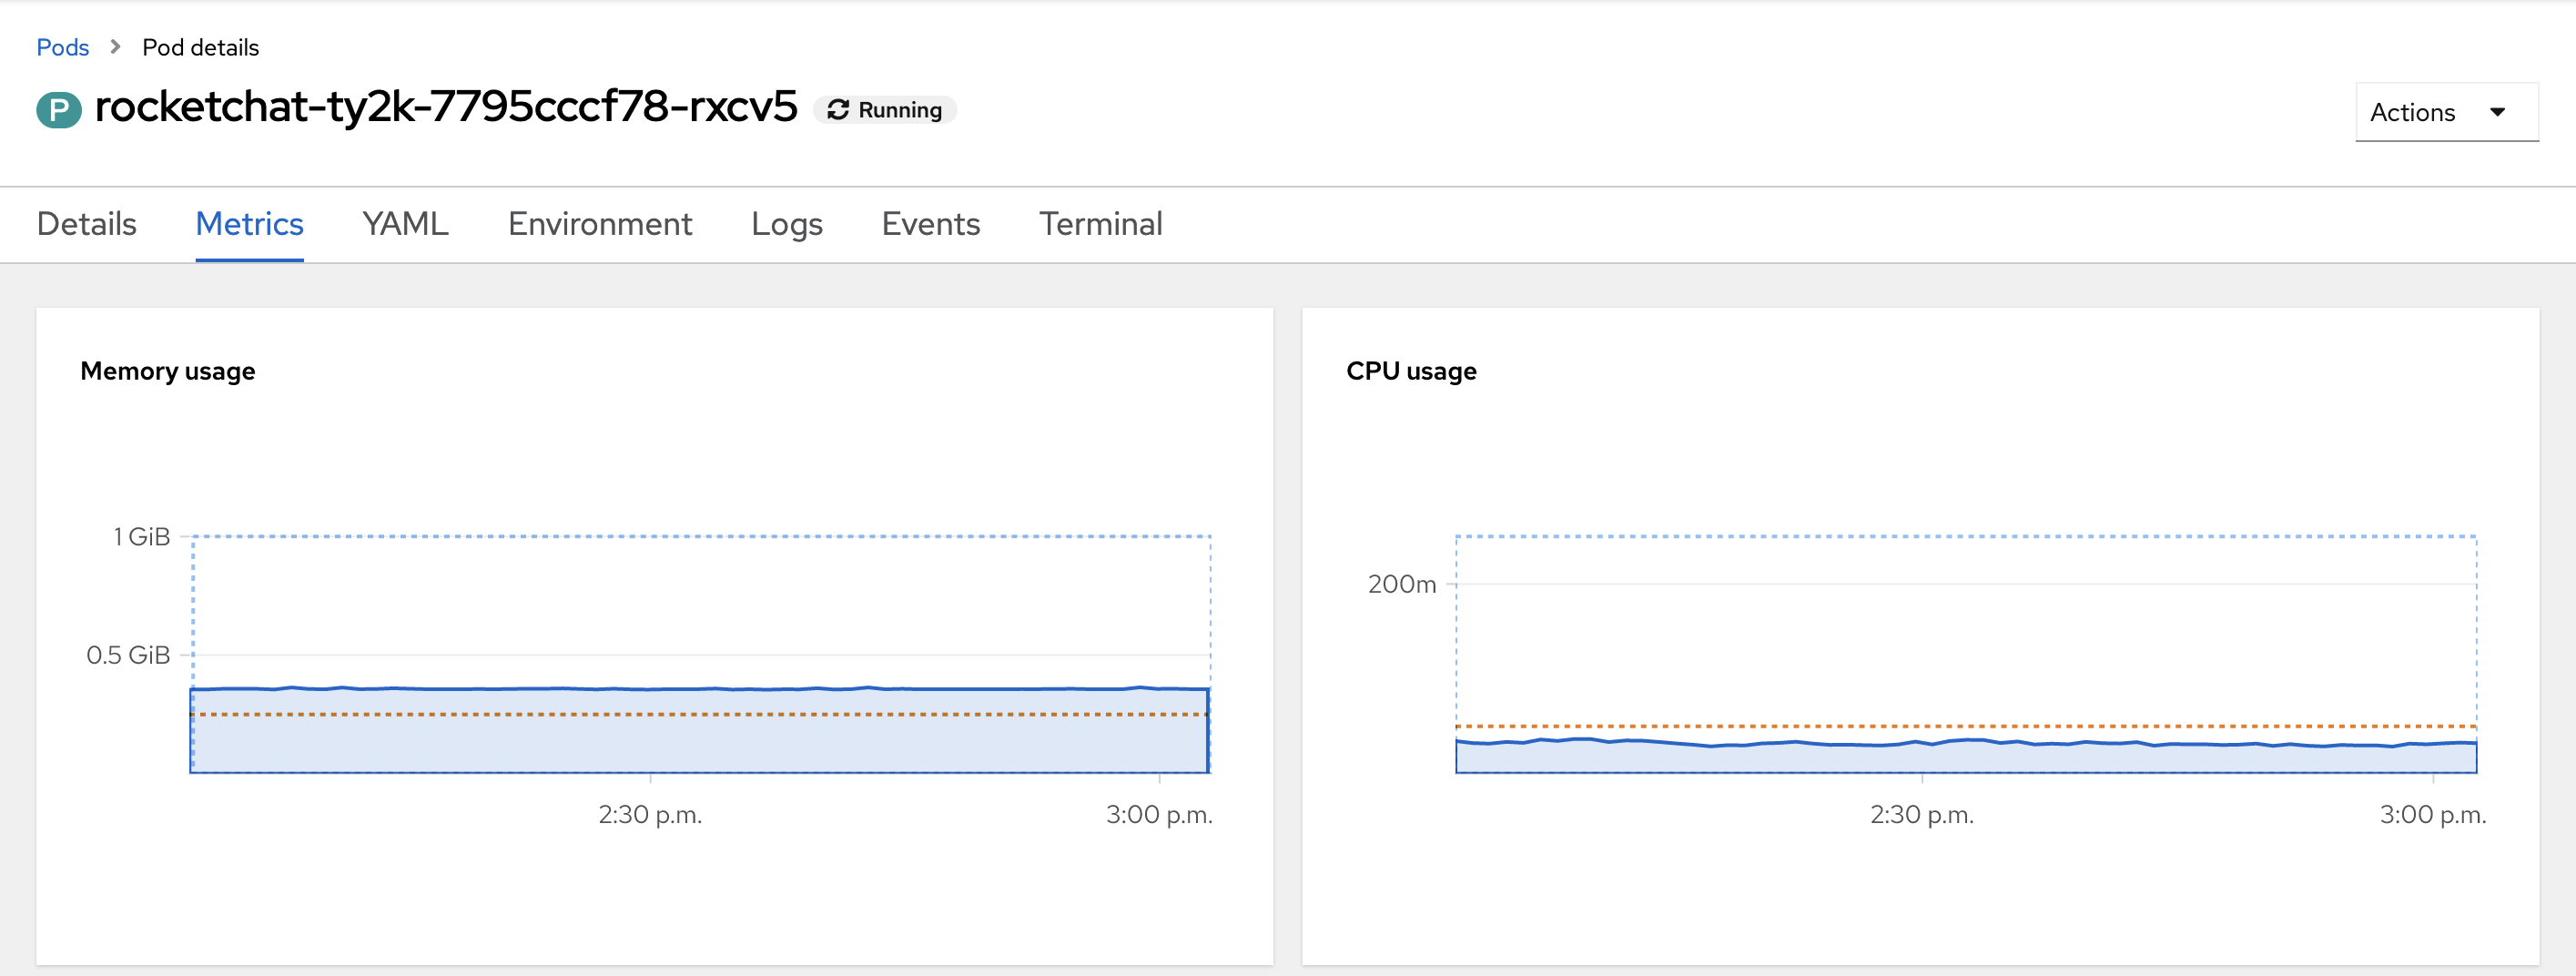 Pods > Pod details
P rocketchat-ty2k-7795cccf78-rxcv5 Running
Actions
Details Metrics YAML Environment Logs Events Terminal
Memory usage
1 GiB
0.5 GiB
2:30 p.m. 3:00 p.m.
CPU usage
200m
2:30 p.m. 3:00 p.m.